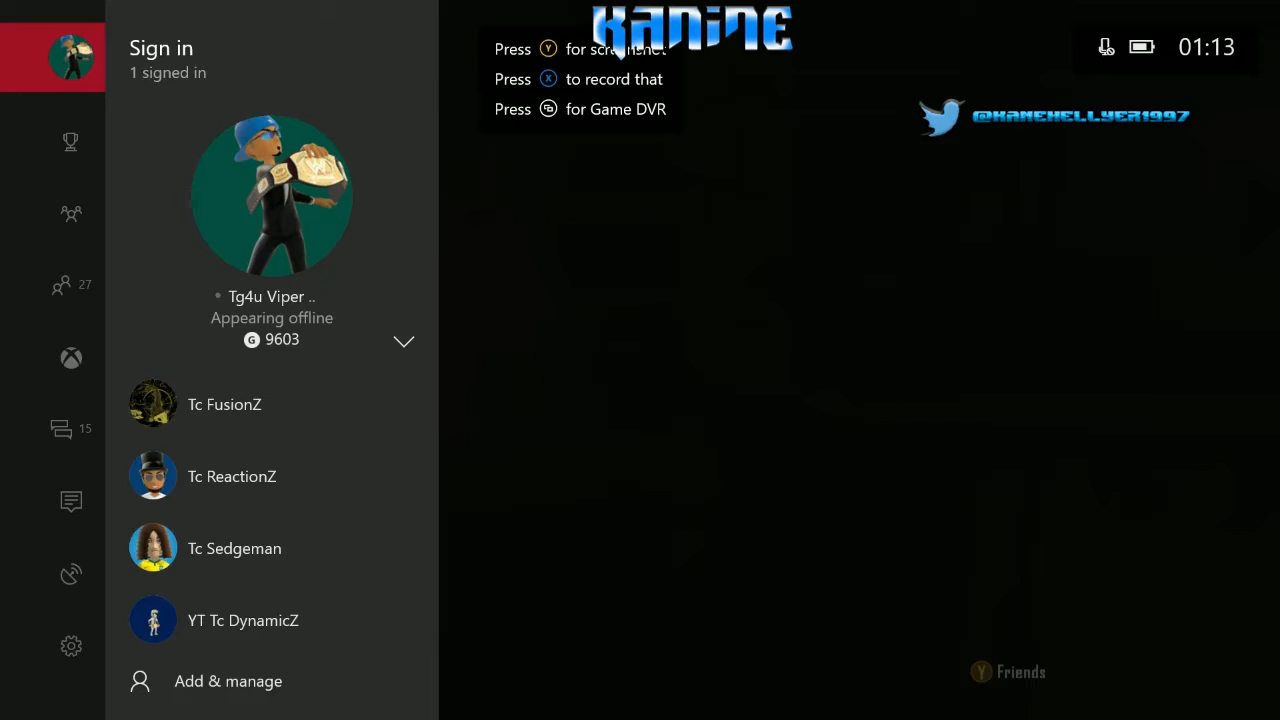 Sign in
1 signed in
Tg4u Viper ..
Appearing offline
G 9603
Tc FusionZ
Tc ReactionZ
Tc Sedgeman
YT Tc DynamicZ
Add & manage
27
15
KANINE
Press Y for screenshot
Press X to record that
Press for Game DVR
01:13
@KANEHELLYER1997
Y Friends